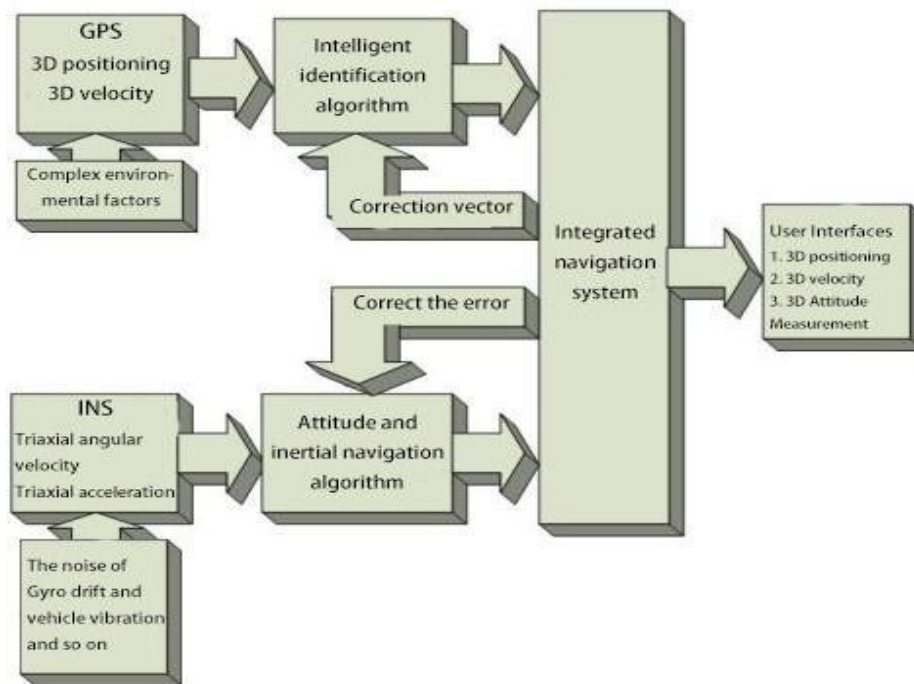 GPS
3D positioning
3D velocity
Intelligent
identification
algorithm
Complex environ-
mental factors
Correction vector
Integrated
navigation
system
User Interfaces
1. 3D positioning
2. 3D velocity
3. 3D Attitude
Measurement
Correct the error
INS
Triaxial angular
velocity
Triaxial acceleration
Attitude and
inertial navigation
algorithm
The noise of
Gyro drift and
vehicle vibration
and so on